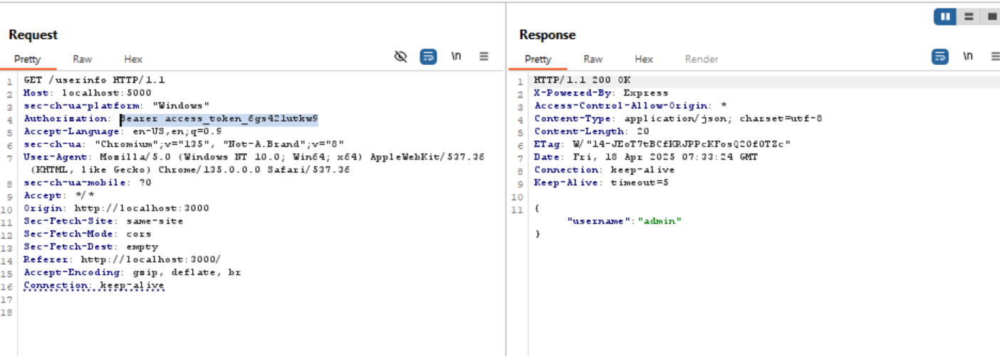 Request
Pretty Raw Hex \n
1 GET /userinfo HTTP/1.1
2 Host: localhost:5000
3 sec-ch-ua-platform: "Windows"
4 Authorization: Bearer access_token_6gs421utkw9
5 Accept-Language: en-US,en;q=0.9
6 sec-ch-ua: "Chromium";v="135", "Not-A.Brand";v="8"
7 User-Agent: Mozilla/5.0 (Windows NT 10.0; Win64; x64) AppleWebKit/537.36
(KHTML, like Gecko) Chrome/135.0.0.0 Safari/537.36
8 sec-ch-ua-mobile: ?0
9 Accept: */*
10 Origin: http://localhost:3000
11 Sec-Fetch-Site: same-site
12 Sec-Fetch-Mode: cors
13 Sec-Fetch-Dest: empty
14 Referer: http://localhost:3000/
15 Accept-Encoding: gzip, deflate, br
16 Connection: keep-alive
17
18
Response
Pretty Raw Hex Render \n
1 HTTP/1.1 200 OK
2 X-Powered-By: Express
3 Access-Control-Allow-Origin: *
4 Content-Type: application/json; charset=utf-8
5 Content-Length: 20
6 ETag: W/"14-JEoT7tBCfKRJPPcKFosQ20f0TZc"
7 Date: Fri, 18 Apr 2025 07:33:24 GMT
8 Connection: keep-alive
9 Keep-Alive: timeout=5
10
11 {
"username":"admin"
}